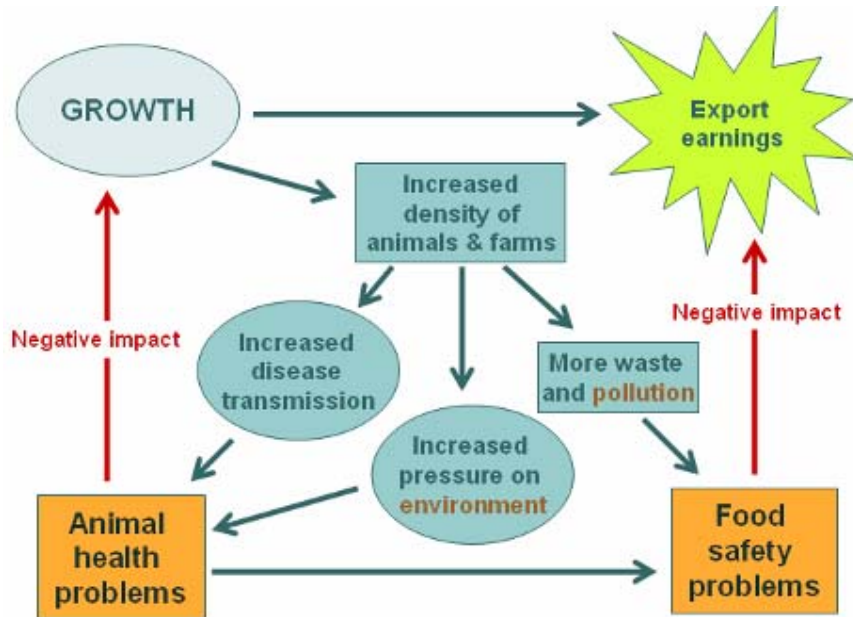 GROWTH
Export
earnings
Increased
density of
animals & farms
Negative impact
Negative impact
Increased
disease
transmission
More waste
and pollution
Increased
pressure on
environment
Animal
health
problems
Food
safety
problems